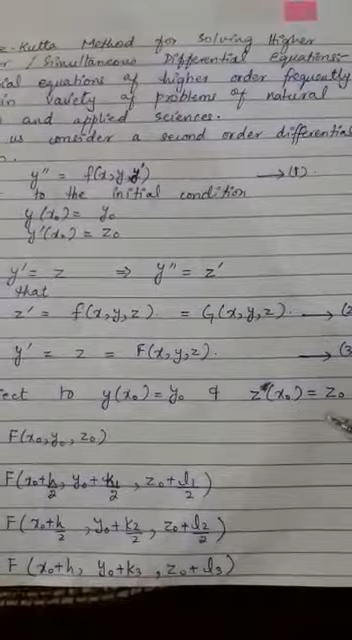 -Kutta Method for Solving Higher
/ Simultaneous Differential Equations:-
ial equations of higher order frequently
in variety of problems of natural
and applied sciences.
us consider a second order differential
y'' = f(x, y, y') → (1)
to the initial condition
y(x₀) = y₀
y'(x₀) = z₀
y' = z ⇒ y'' = z'
that
z' = f(x,y,z) = G(x,y,z). → (2
y' = z = F(x,y,z). → (3
ect to y(x₀) = y₀ & z(x₀) = z₀
F(x₀, y₀, z₀)
F(x₀+h/2, y₀+k₁/2, z₀+l₁/2)
F(x₀+h/2, y₀+k₂/2, z₀+l₂/2)
F(x₀+h, y₀+k₃, z₀+l₃)